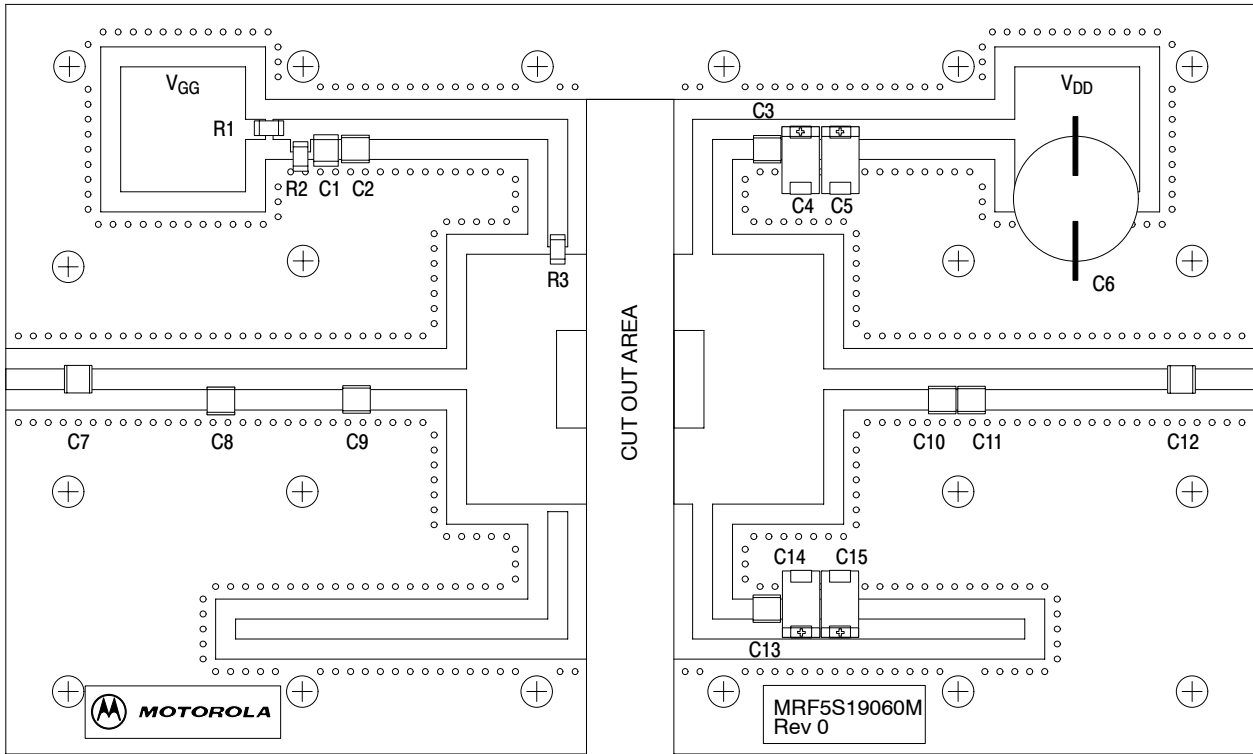 VGG
VDD
C3
R1
R2 C1 C2
C4 C5
R3
C6
CUT OUT AREA
C7
C8
C9
C10 C11
C12
C14 C15
C13
MOTOROLA
MRF5S19060M
Rev 0